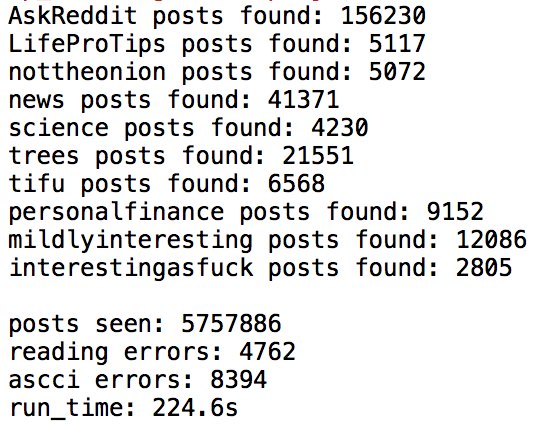 AskReddit posts found: 156230
LifeProTips posts found: 5117
nottheonion posts found: 5072
news posts found: 41371
science posts found: 4230
trees posts found: 21551
tifu posts found: 6568
personalfinance posts found: 9152
mildlyinteresting posts found: 12086
interestingasfuck posts found: 2805
posts seen: 5757886
reading errors: 4762
ascci errors: 8394
run_time: 224.6s